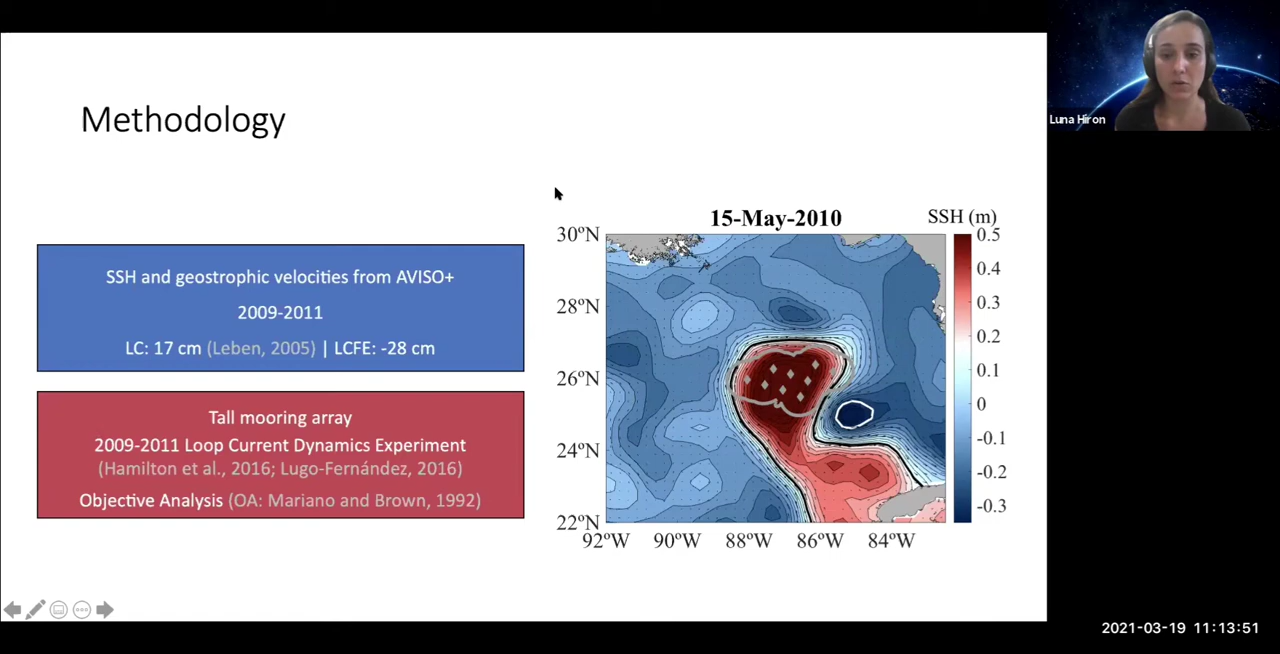 Methodology
SSH and geostrophic velocities from AVISO+
2009-2011
LC: 17 cm (Leben, 2005) | LCFE: -28 cm
Tall mooring array
2009-2011 Loop Current Dynamics Experiment
(Hamilton et al., 2016; Lugo-Fernández, 2016)
Objective Analysis (OA: Mariano and Brown, 1992)
15-May-2010
SSH (m)
30ºN
28ºN
26ºN
24ºN
22ºN
92ºW 90ºW 88ºW 86ºW 84ºW
0.5
0.4
0.3
0.2
0.1
0
-0.1
-0.2
-0.3
Luna Hiron
2021-03-19 11:13:51